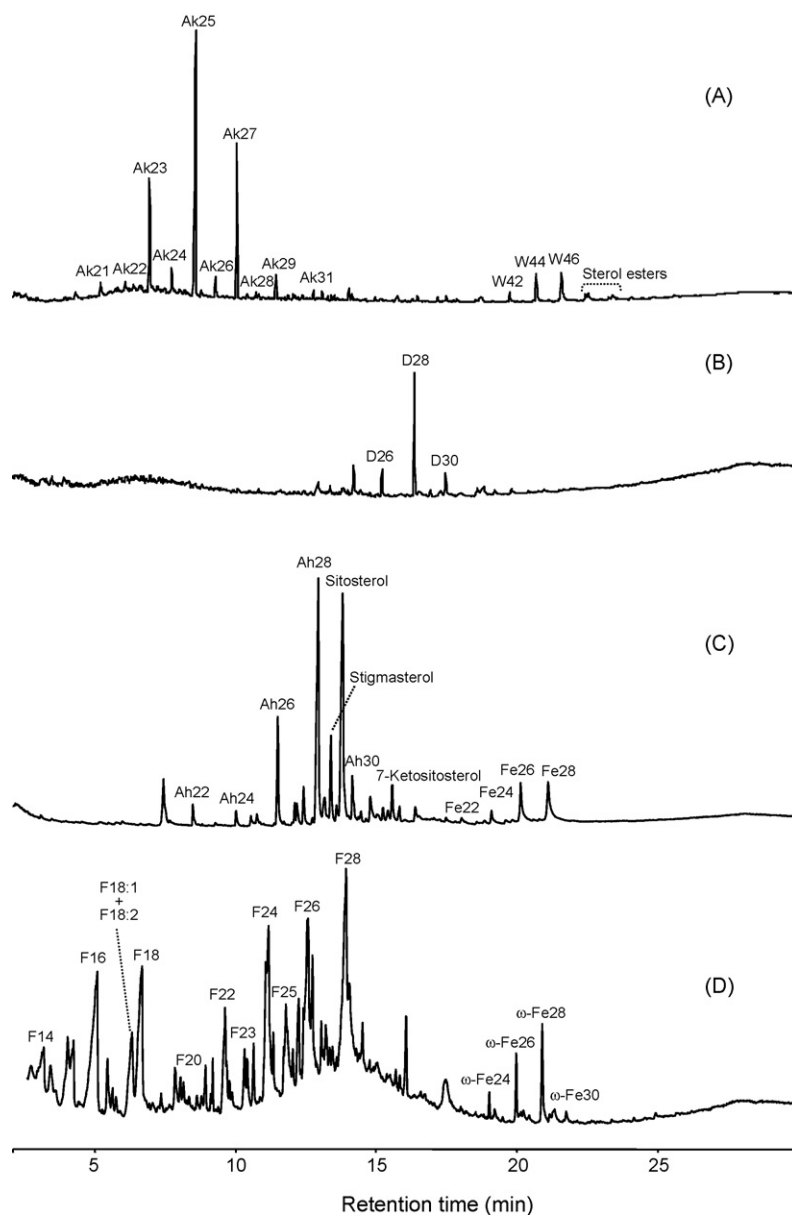 Ak25
(A)
Ak27
Ak23
Ak24
Ak21
Ak22
Ak26
Ak28
Ak29
Ak31
W42
W44
W46
Sterol esters
(B)
D28
D26
D30
Ah28
Sitosterol
(C)
Stigmasterol
Ah26
Ah30
7-Ketositosterol
Ah22
Ah24
Fe22
Fe24
Fe26
Fe28
F28
F18:1
+
F18:2
F24
F26
F16
F18
(D)
F25
F22
F23
F14
F20
ω-Fe28
ω-Fe26
ω-Fe24
ω-Fe30
5 10 15 20 25
Retention time (min)